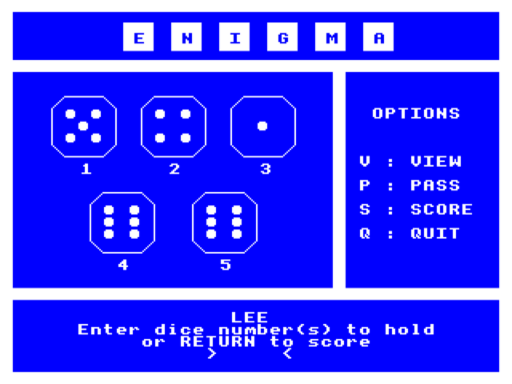 E N I G M A
OPTIONS
1 2 3
V : VIEW
P : PASS
S : SCORE
Q : QUIT
4 5
LEE
Enter dice number(s) to hold
or RETURN to score
> <